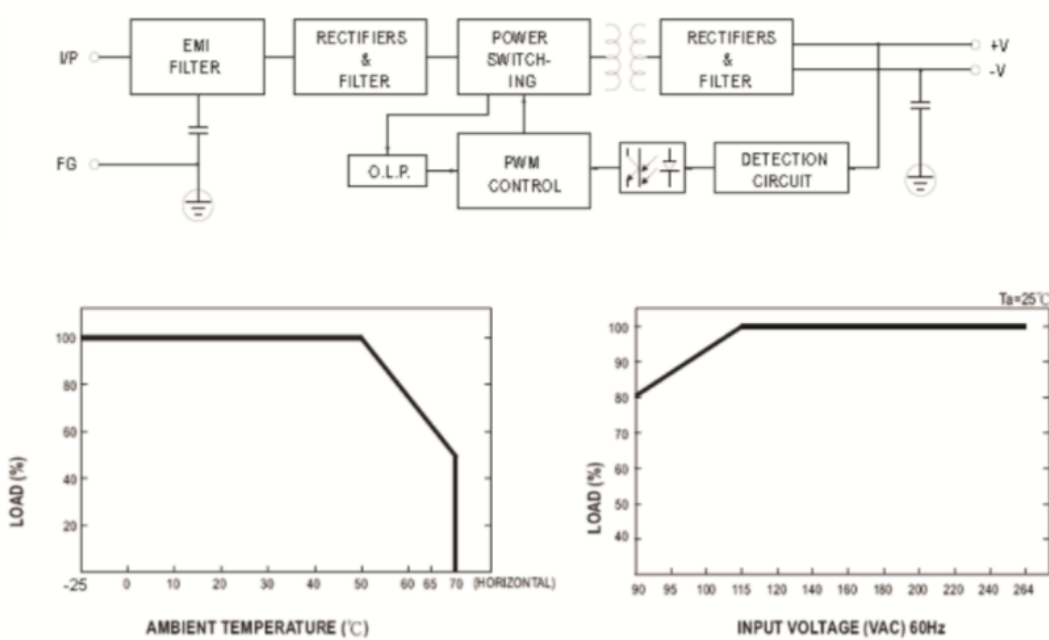 I/P
EMI
FILTER
RECTIFIERS
&
FILTER
POWER
SWITCH-
ING
RECTIFIERS
&
FILTER
+V
-V
FG
O.L.P.
PWM
CONTROL
DETECTION
CIRCUIT
LOAD (%)
100
80
60
40
20
-25 0 10 20 30 40 50 60 65 70 (HORIZONTAL)
AMBIENT TEMPERATURE (℃)
Ta=25℃
LOAD (%)
100
90
80
70
60
50
40
90 95 100 115 120 140 160 180 200 220 240 264
INPUT VOLTAGE (VAC) 60Hz